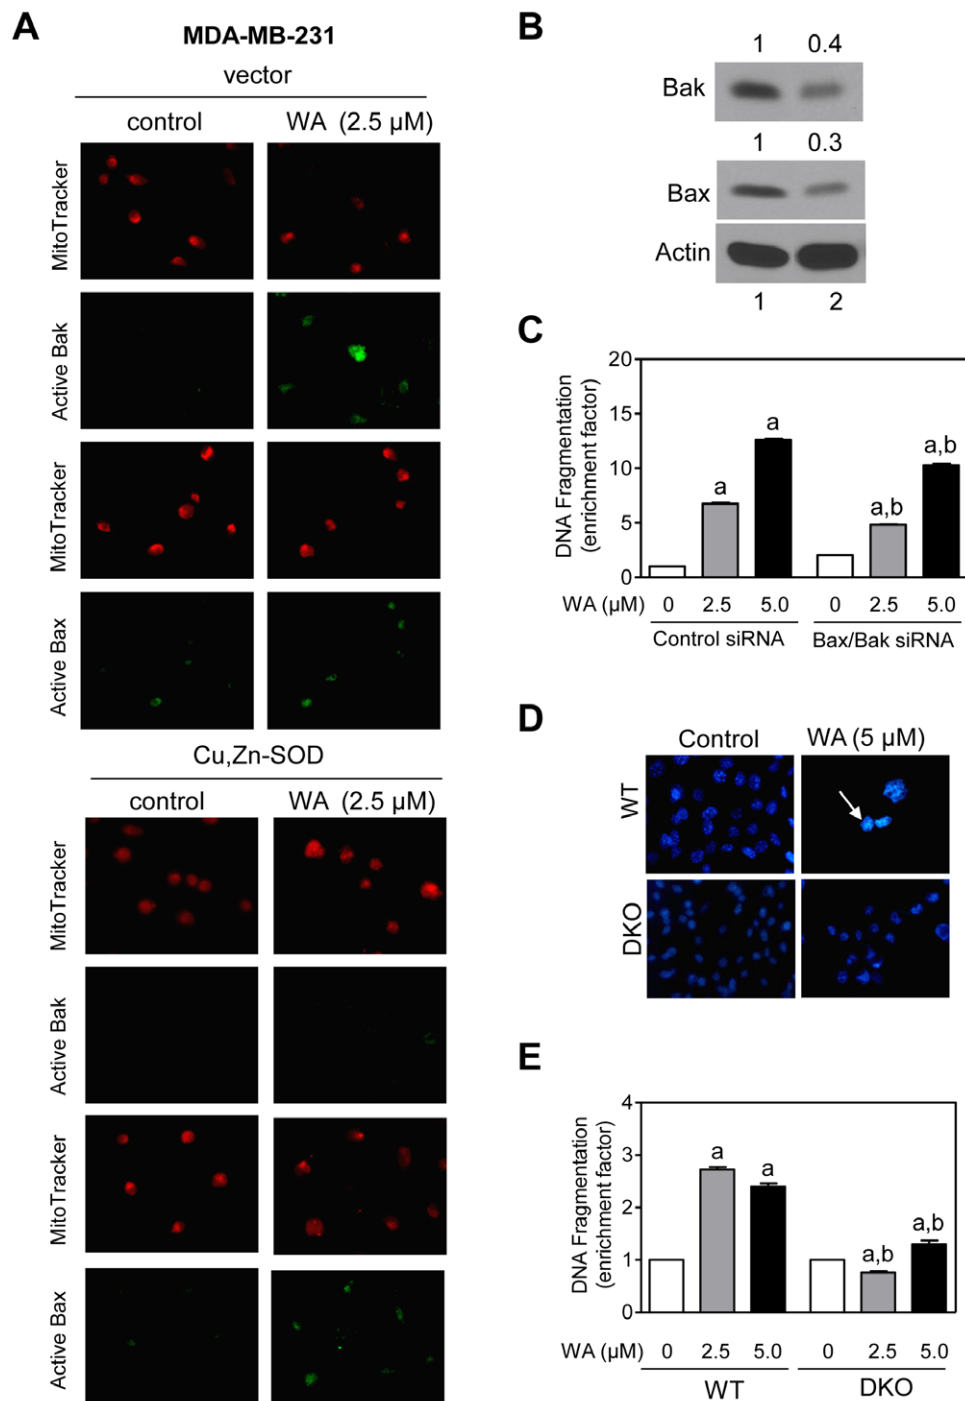 A
MDA-MB-231
vector
control WA (2.5 µM)
MitoTracker
Active Bak
MitoTracker
Active Bax
Cu,Zn-SOD
control WA (2.5 µM)
MitoTracker
Active Bak
MitoTracker
Active Bax
B
1 0.4
Bak
1 0.3
Bax
Actin
1 2
C
DNA Fragmentation
(enrichment factor)
20
15
10
5
0
a
a
a,b
a,b
WA (µM) 0 2.5 5.0 0 2.5 5.0
Control siRNA Bax/Bak siRNA
D
Control WA (5 µM)
WT
DKO
E
DNA Fragmentation
(enrichment factor)
4
3
2
1
0
a
a
a,b
a,b
WA (µM) 0 2.5 5.0 0 2.5 5.0
WT DKO